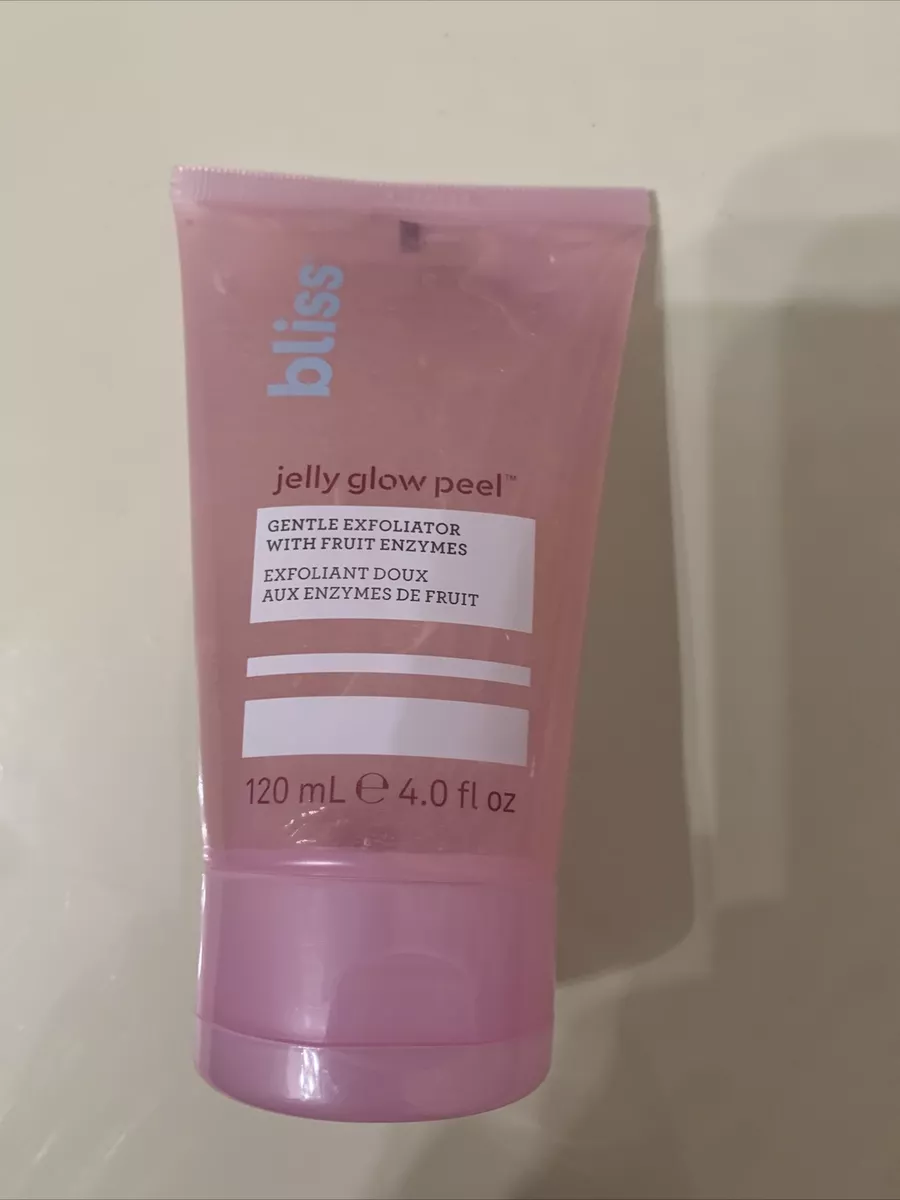 bliss
jelly glow peel™
GENTLE EXFOLIATOR
WITH FRUIT ENZYMES
EXFOLIANT DOUX
AUX ENZYMES DE FRUIT
120 mL ℮ 4.0 fl oz